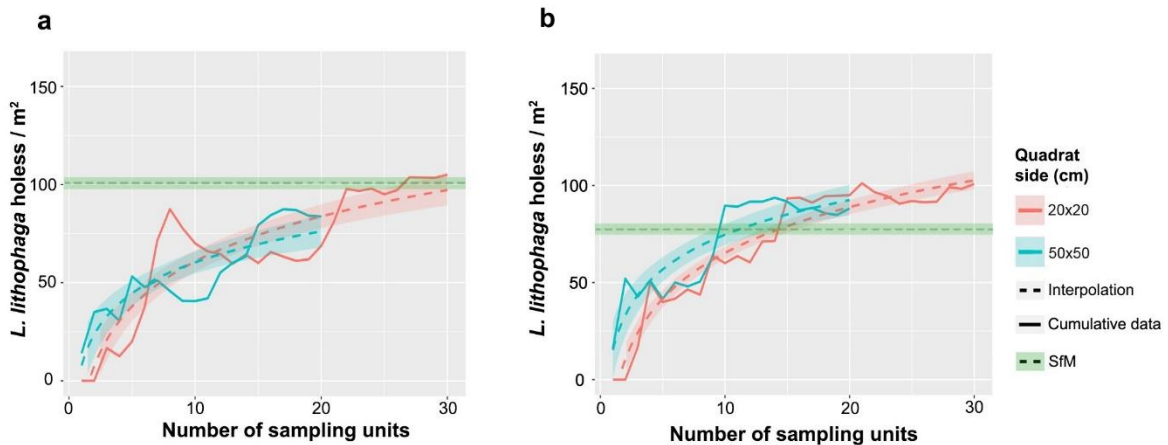 a
L. lithophaga holess / m²
150
100
50
0
0 10 20 30
Number of sampling units
b
L. lithophaga holess / m²
150
100
50
0
0 10 20 30
Number of sampling units
Quadrat
side (cm)
20x20
50x50
Interpolation
Cumulative data
SfM